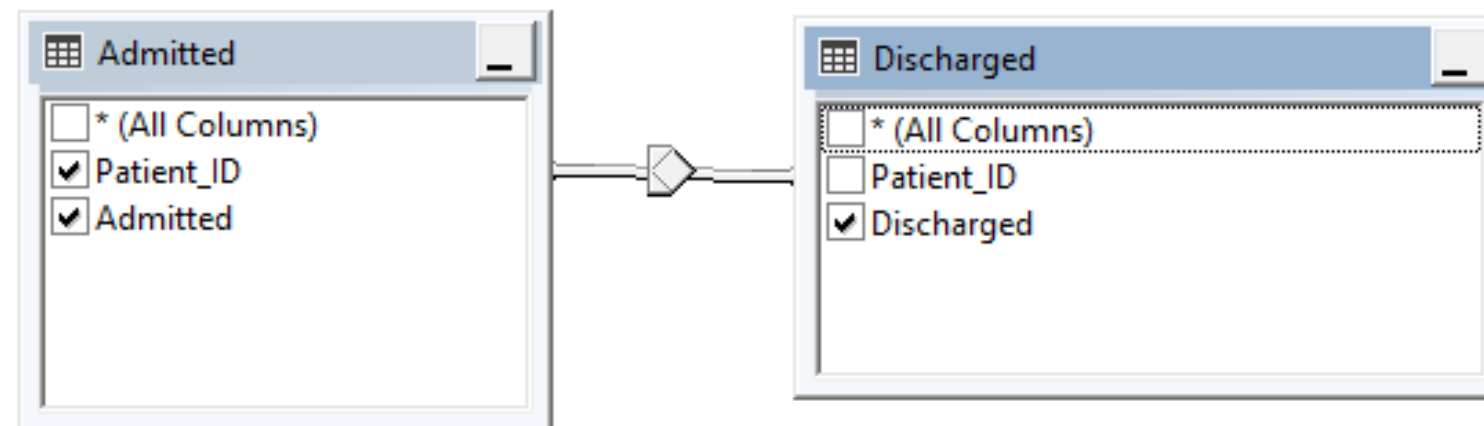 Admitted
* (All Columns)
Patient_ID
Admitted
Discharged
* (All Columns)
Patient_ID
Discharged